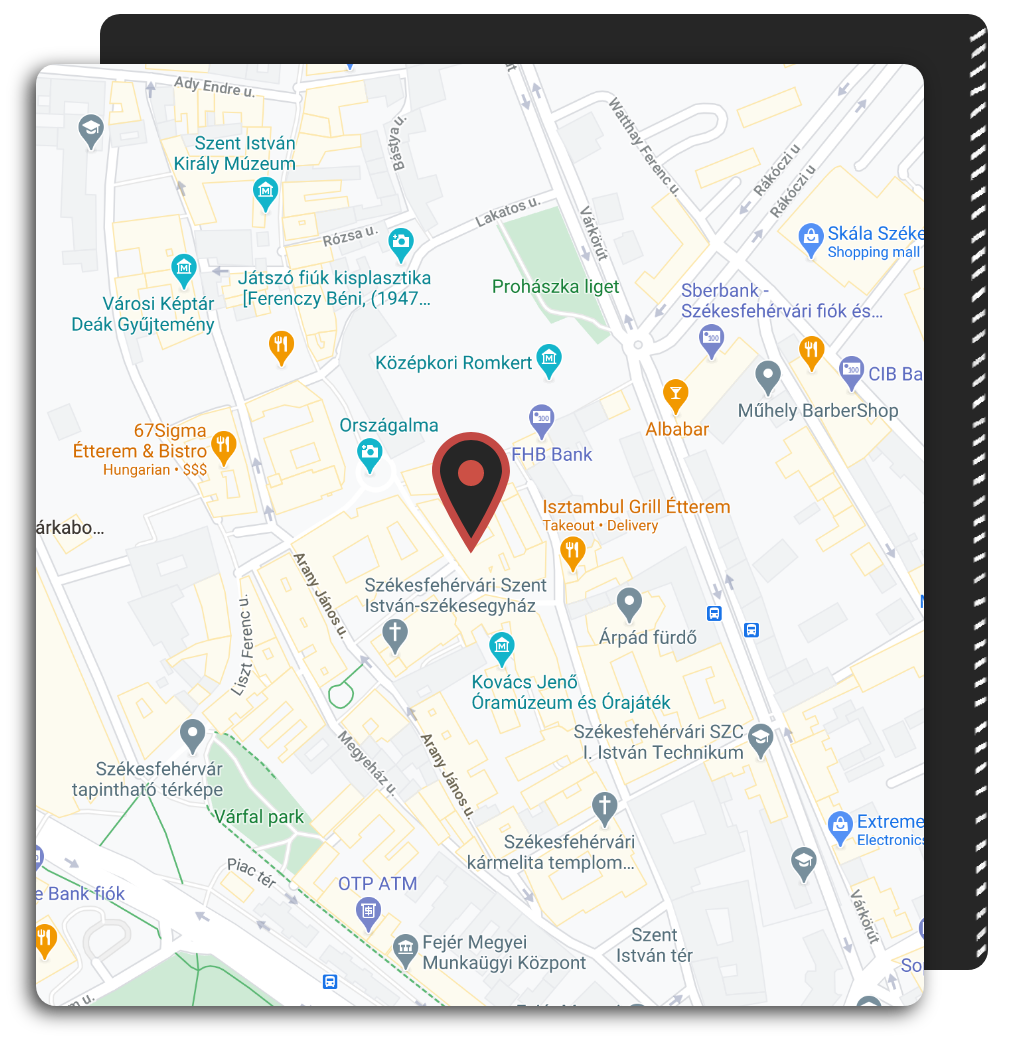 Ady Endre u.
Szent István
Király Múzeum
Bástya u.
Watthay Ferenc u.
Rákóczi u
Rákóczi u
Lakatos u.
Várkörút
Rózsa u.
Skála Széke
Shopping mall
Játszó fiúk kisplasztika
[Ferenczy Béni, (1947...
Prohászka liget
Városi Képtár
Deák Gyűjtemény
Sberbank -
Székesfehérvári fiók és...
Középkori Romkert
CIB Ba
Műhely BarberShop
Albabar
Országalma
67Sigma
Étterem & Bistro
Hungarian • $$$
FHB Bank
Isztambul Grill Étterem
Takeout • Delivery
árkabo...
Arany János u.
Székesfehérvári Szent
István-székesegyház
Liszt Ferenc u.
Árpád fürdő
Kovács Jenő
Óramúzeum és Órajáték
Székesfehérvári SZC
I. István Technikum
Megyeház u.
Arany János u.
Székesfehérvár
tapintható térképe
Várfal park
Székesfehérvári
kármelita templom...
Extreme
Electronics
Piac tér
OTP ATM
e Bank fiók
Várkörút
Fejér Megyei
Munkaügyi Központ
Szent
István tér
So
m u.